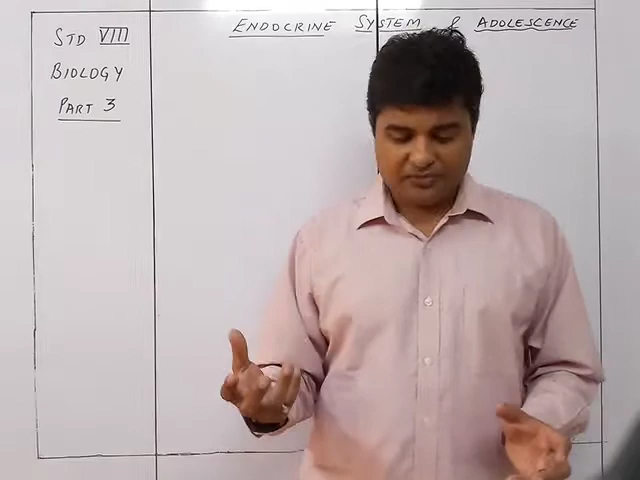 STD VIII
BIOLOGY
PART 3
ENDOCRINE SYSTEM & ADOLESCENCE